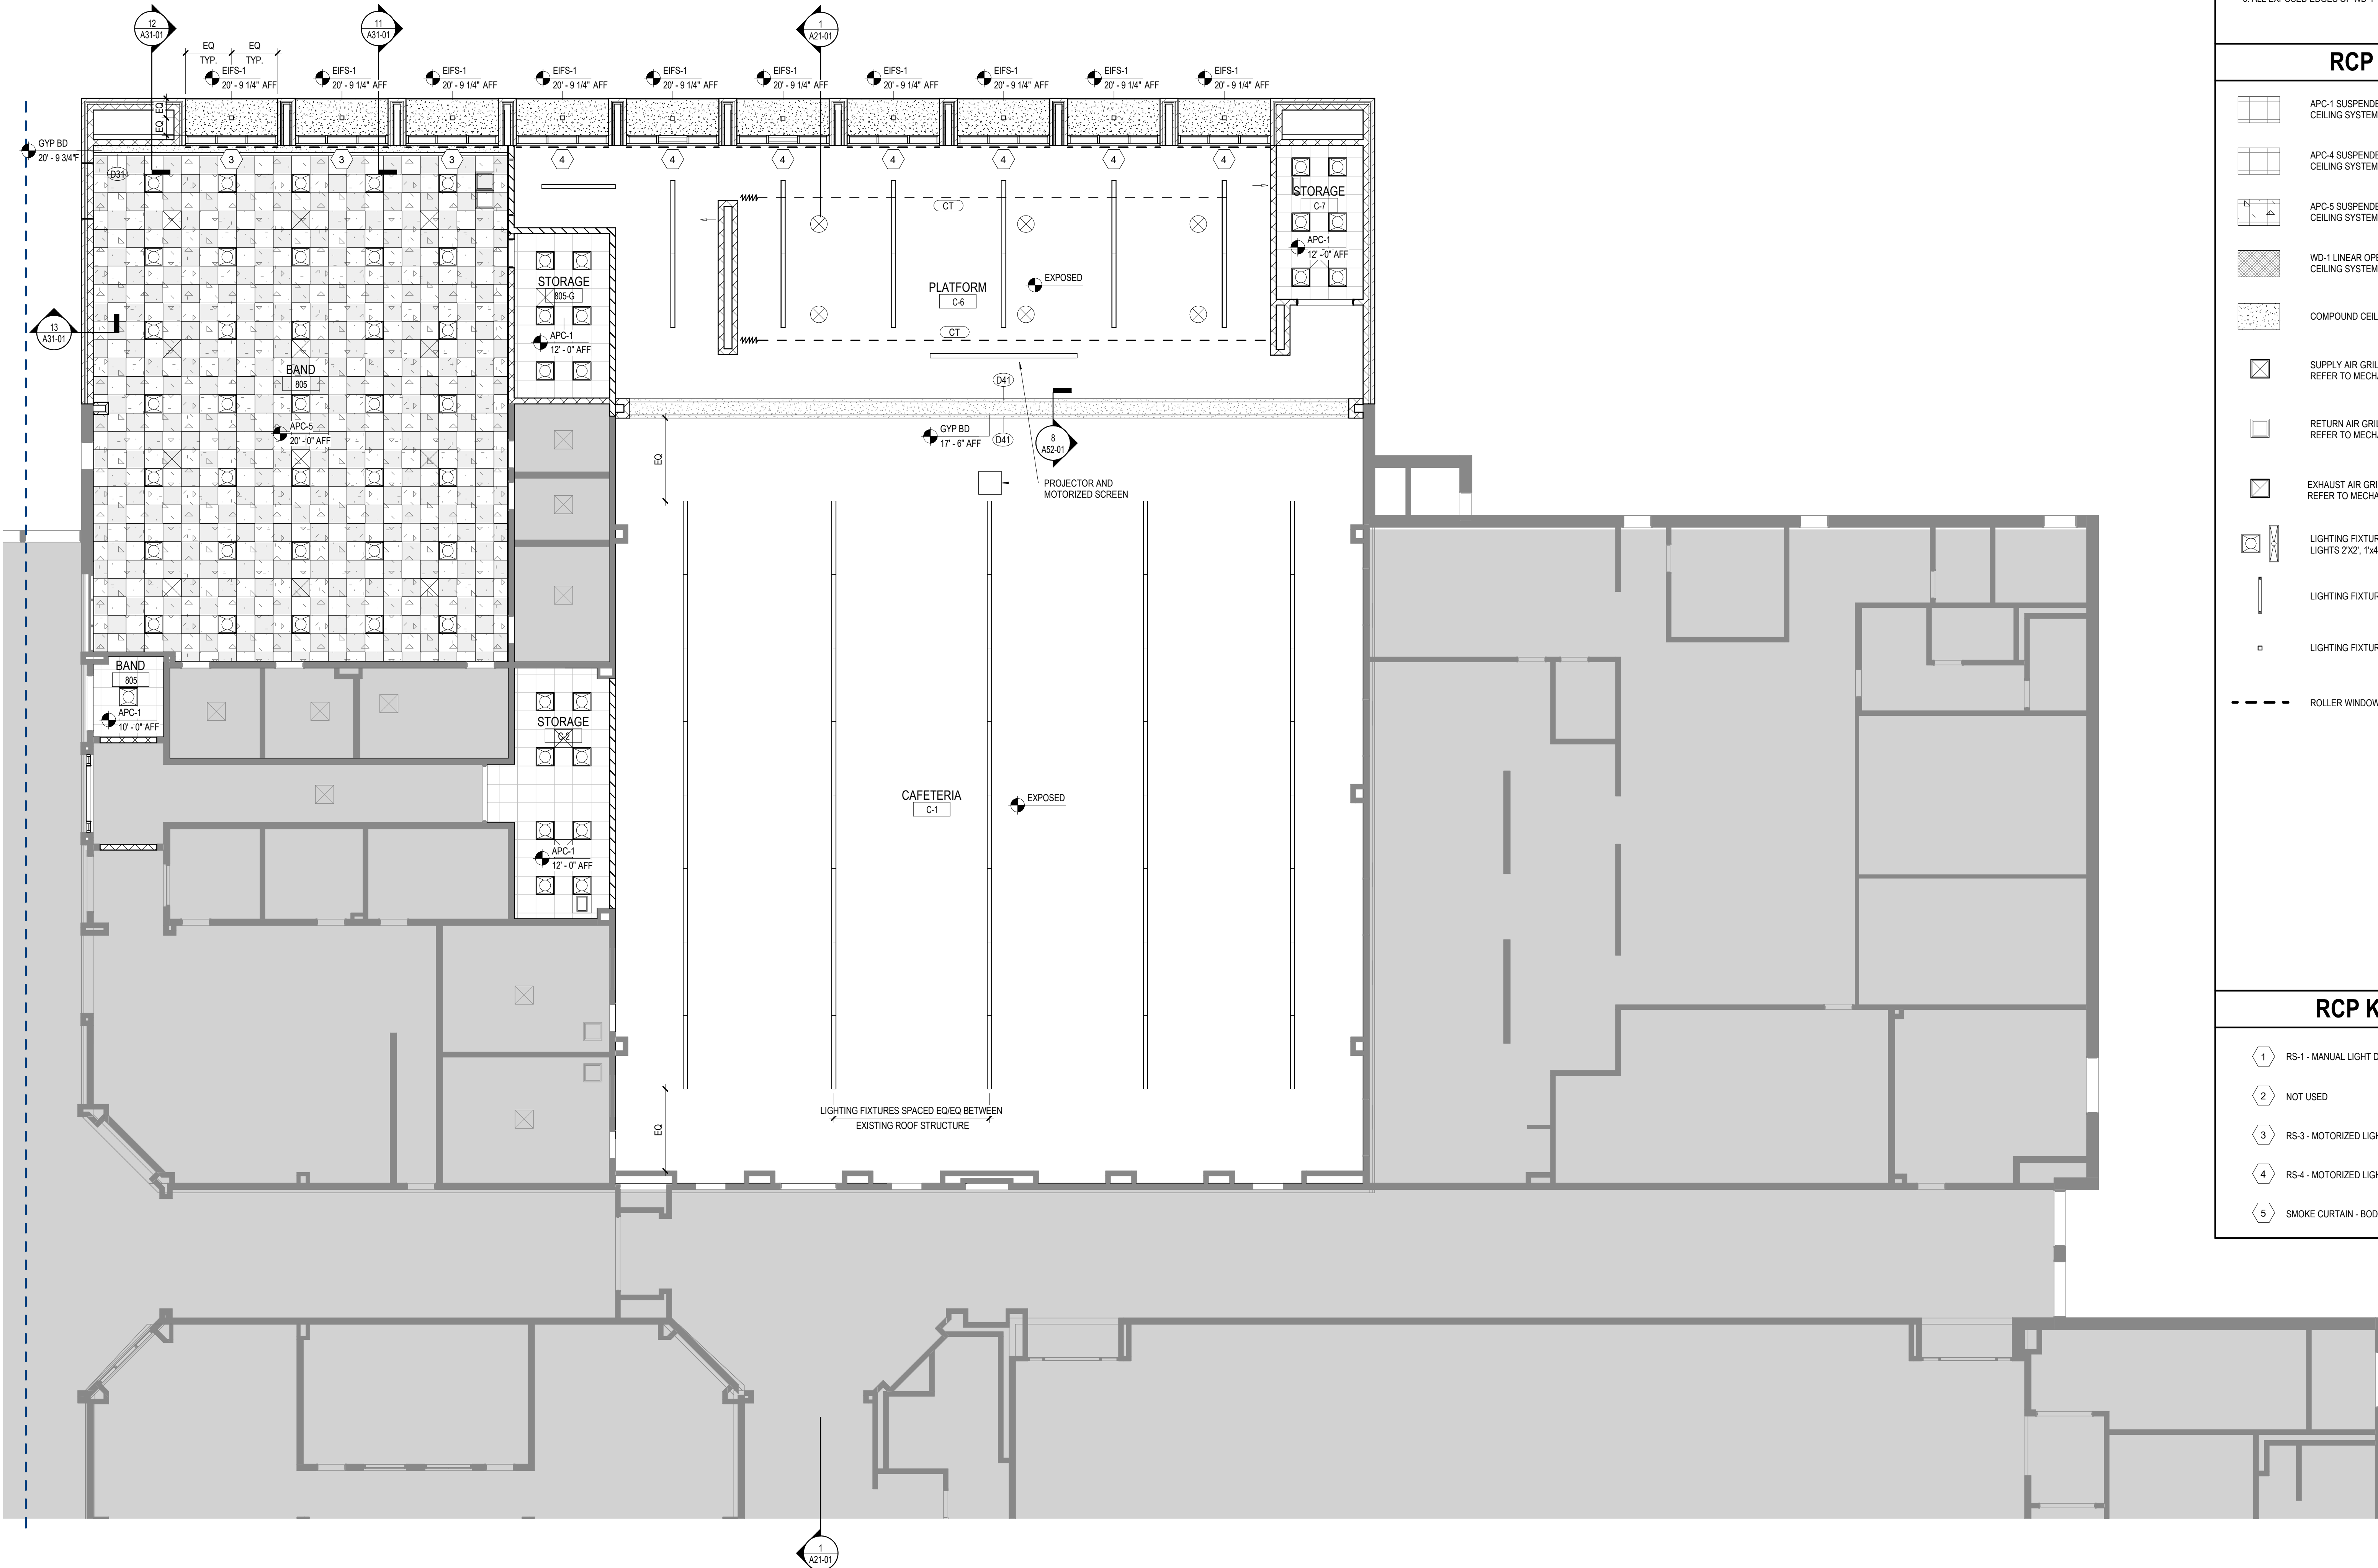 12
A31-01
11
A31-01
1
A21-01
EQ
EQ
TYP.
TYP.
EIFS-1
20' - 9 1/4" AFF
EIFS-1
20' - 9 1/4" AFF
EIFS-1
20' - 9 1/4" AFF
EIFS-1
20' - 9 1/4" AFF
EIFS-1
20' - 9 1/4" AFF
EIFS-1
20' - 9 1/4" AFF
EIFS-1
20' - 9 1/4" AFF
EIFS-1
20' - 9 1/4" AFF
EIFS-1
20' - 9 1/4" AFF
EIFS-1
20' - 9 1/4" AFF
EQ
EQ
GYP BD
20' - 9 3/4"F
D31
3
3
3
4
4
4
4
4
4
4
STORAGE
C-7
APC-1
12' - 0" AFF
CT
STORAGE
805-G
APC-1
12' - 0" AFF
PLATFORM
C-6
EXPOSED
CT
13
A31-01
BAND
805
APC-5
20' - 0" AFF
D41
GYP BD
17' - 6" AFF
D41
8
A52-01
EQ
PROJECTOR AND
MOTORIZED SCREEN
BAND
805
APC-1
10' - 0" AFF
STORAGE
C-2
APC-1
12' - 0" AFF
CAFETERIA
C-1
EXPOSED
LIGHTING FIXTURES SPACED EQ/EQ BETWEEN
EXISTING ROOF STRUCTURE
EQ
1
A21-01
RCP
APC-1 SUSPENDE
CEILING SYSTEM
APC-4 SUSPENDE
CEILING SYSTEM
APC-5 SUSPENDE
CEILING SYSTEM
WD-1 LINEAR OPE
CEILING SYSTEM
COMPOUND CEIL
SUPPLY AIR GRIL
REFER TO MECHA
RETURN AIR GRIL
REFER TO MECHA
EXHAUST AIR GRI
REFER TO MECHA
LIGHTING FIXTUR
LIGHTS 2'X2', 1'x4
LIGHTING FIXTUR
LIGHTING FIXTUR
ROLLER WINDOW
RCP K
1 RS-1 - MANUAL LIGHT D
2 NOT USED
3 RS-3 - MOTORIZED LIGH
4 RS-4 - MOTORIZED LIGH
5 SMOKE CURTAIN - BOD